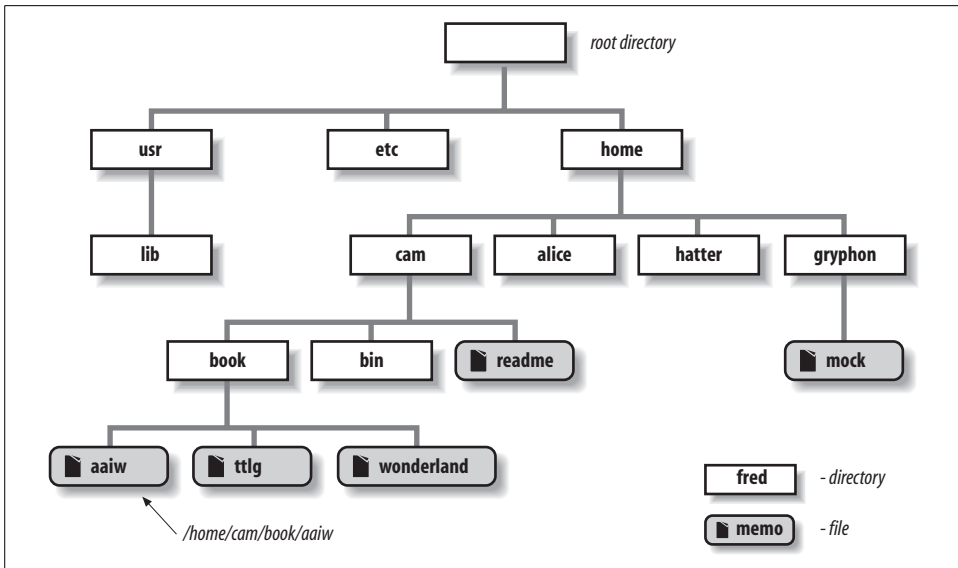 root directory
usr
etc
home
lib
cam
alice
hatter
gryphon
book
bin
readme
mock
aaiw
ttlg
wonderland
fred
- directory
/home/cam/book/aaiw
memo
- file